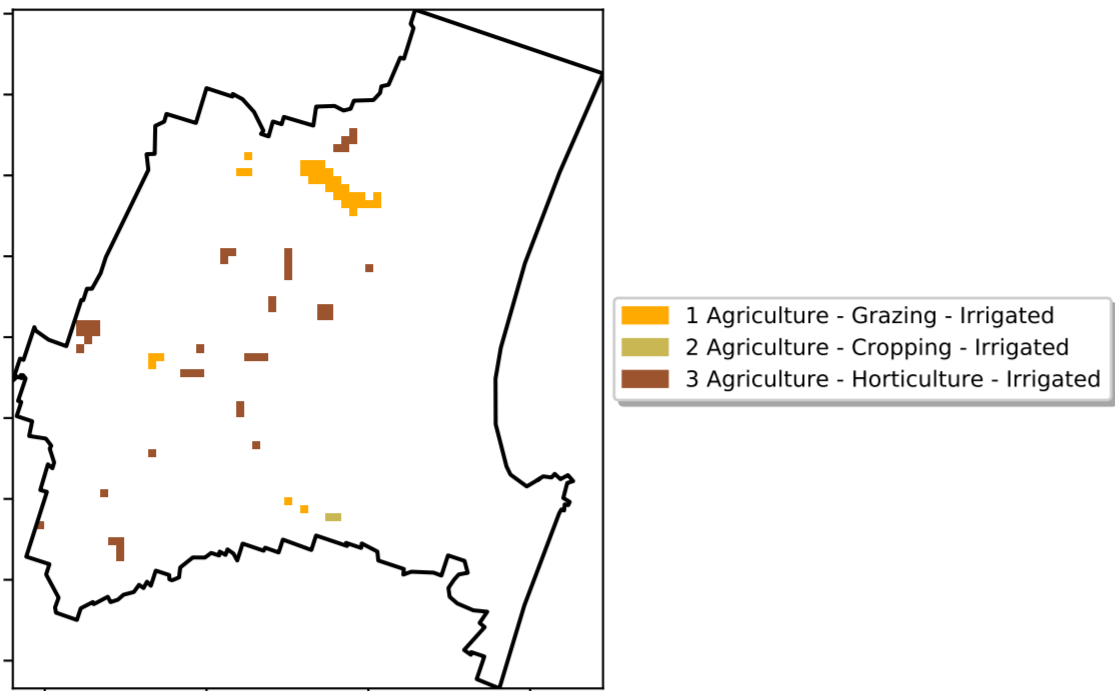 1 Agriculture - Grazing - Irrigated
2 Agriculture - Cropping - Irrigated
3 Agriculture - Horticulture - Irrigated